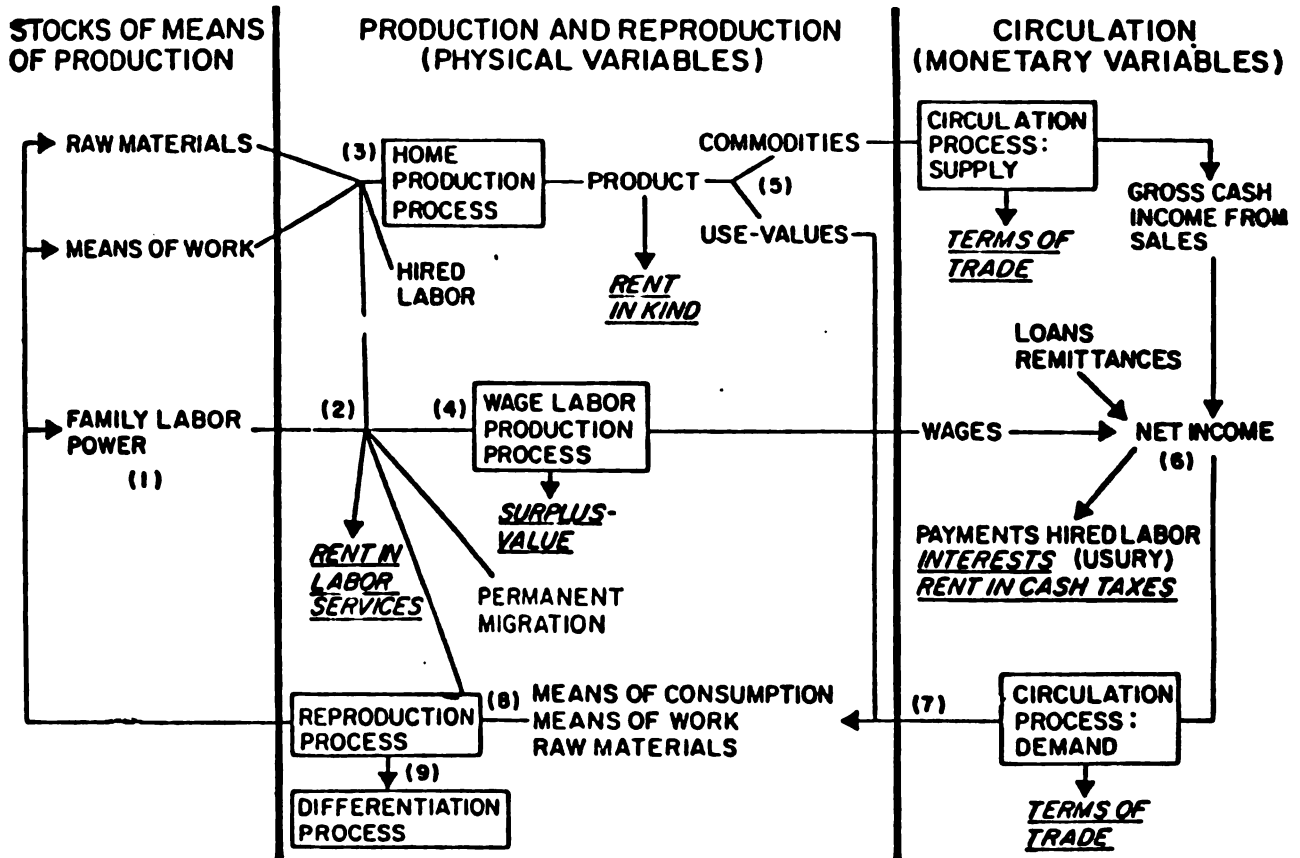 STOCKS OF MEANS
OF PRODUCTION
PRODUCTION AND REPRODUCTION
(PHYSICAL VARIABLES)
CIRCULATION
(MONETARY VARIABLES)
RAW MATERIALS
MEANS OF WORK
FAMILY LABOR
POWER
(1)
(3)
HOME
PRODUCTION
PROCESS
HIRED
LABOR
PRODUCT
RENT
IN KIND
COMMODITIES
(5)
USE-VALUES
(2)
(4)
WAGE LABOR
PRODUCTION
PROCESS
SURPLUS-
VALUE
RENT IN
LABOR
SERVICES
PERMANENT
MIGRATION
REPRODUCTION
PROCESS
(8)
MEANS OF CONSUMPTION
MEANS OF WORK
RAW MATERIALS
(9)
DIFFERENTIATION
PROCESS
CIRCULATION
PROCESS:
SUPPLY
TERMS OF
TRADE
GROSS CASH
INCOME FROM
SALES
LOANS
REMITTANCES
WAGES
NET INCOME
(6)
PAYMENTS HIRED LABOR
INTERESTS (USURY)
RENT IN CASH TAXES
(7)
CIRCULATION
PROCESS:
DEMAND
TERMS OF
TRADE